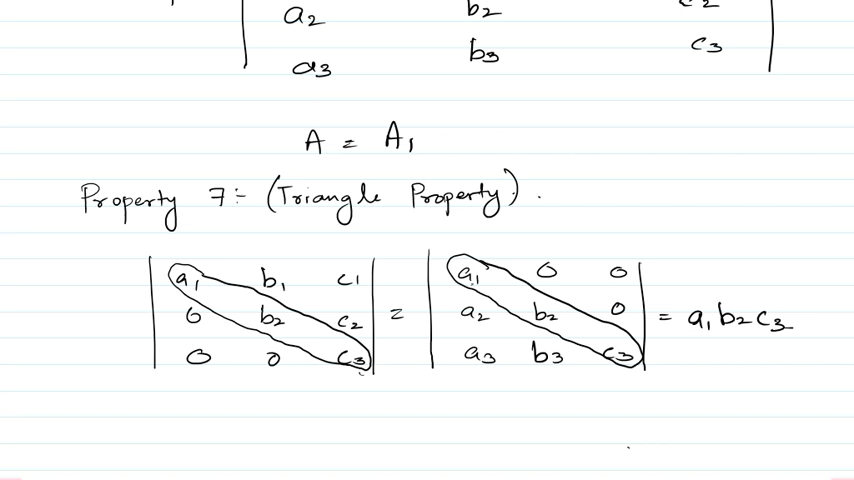 a2 b2 c2
a3 b3 c3
A = A1
Property 7:- (Triangle Property).
| a1 b1 c1 | = | a1 0 0 | = a1 b2 c3
| 0 b2 c2 | | a2 b2 0 |
| 0 0 c3 | | a3 b3 c3 |